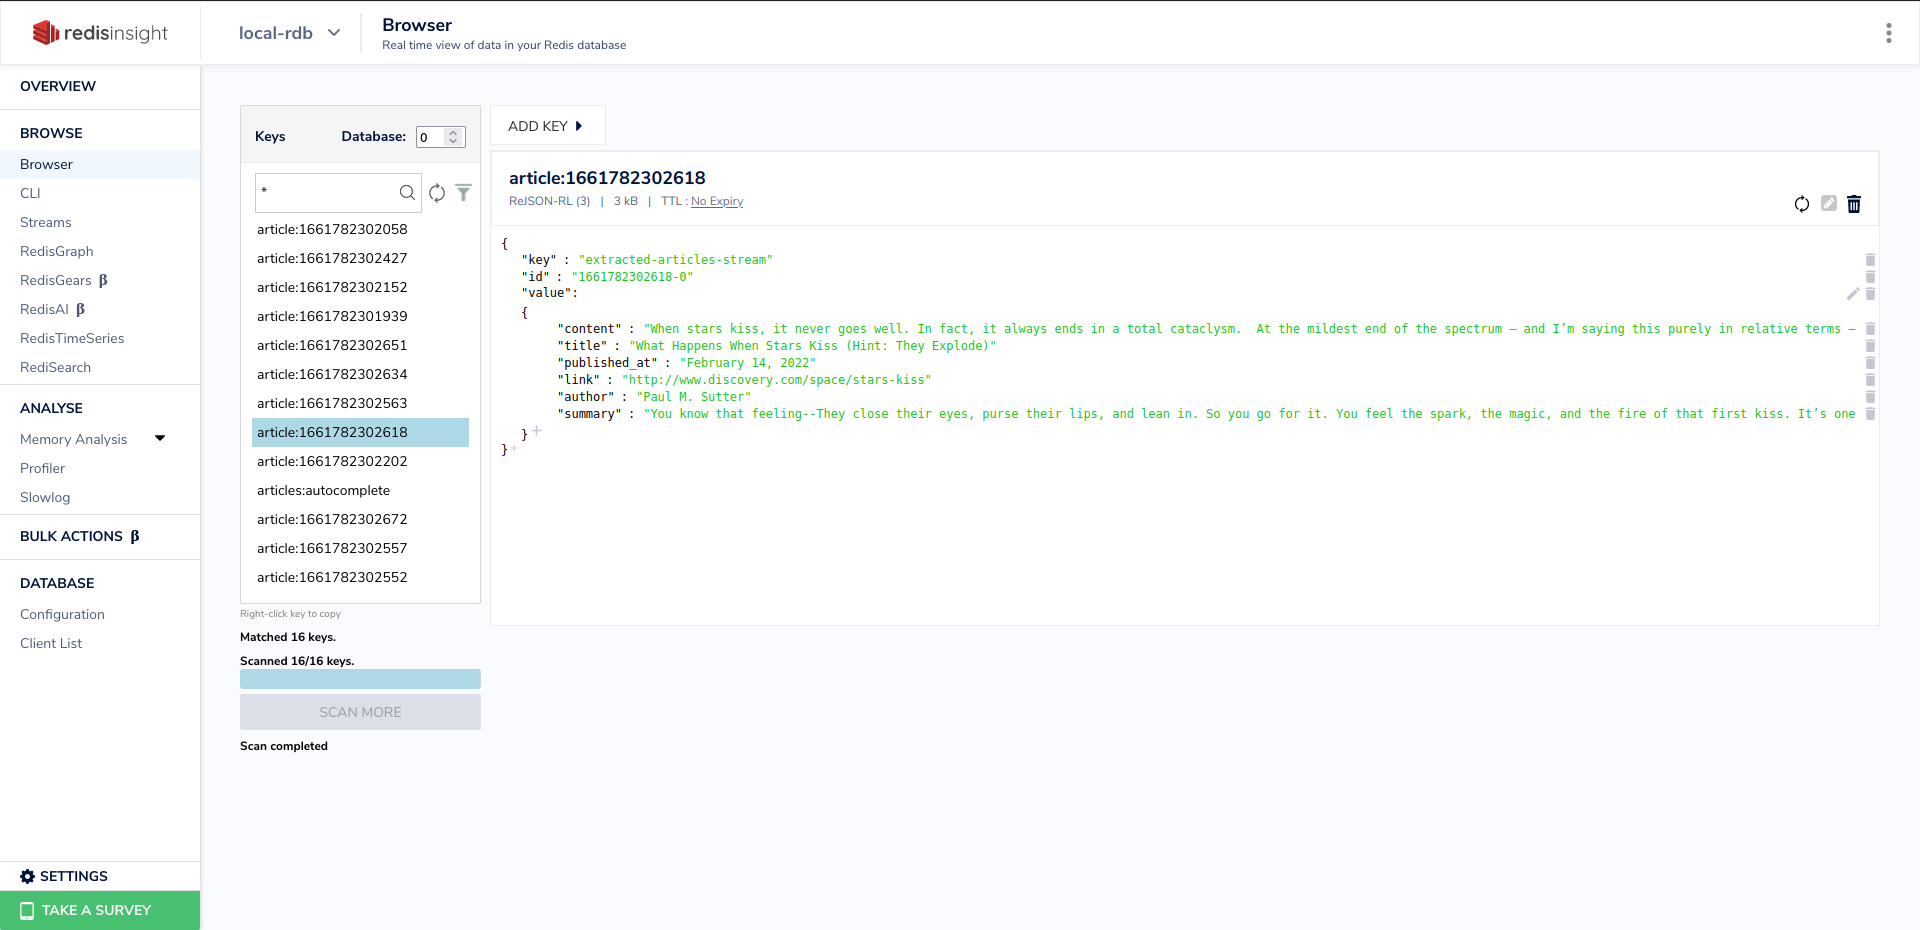 redisinsight
local-rdb
Browser
Real time view of data in your Redis database
OVERVIEW
BROWSE
Browser
CLI
Streams
RedisGraph
RedisGears β
RedisAI β
RedisTimeSeries
RediSearch
ANALYSE
Memory Analysis
Profiler
Slowlog
BULK ACTIONS β
DATABASE
Configuration
Client List
SETTINGS
TAKE A SURVEY
Keys Database: 0
*
article:1661782302058
article:1661782302427
article:1661782302152
article:1661782301939
article:1661782302651
article:1661782302634
article:1661782302563
article:1661782302618
article:1661782302202
articles:autocomplete
article:1661782302672
article:1661782302557
article:1661782302552
Right-click key to copy
Matched 16 keys.
Scanned 16/16 keys.
SCAN MORE
Scan completed
ADD KEY
article:1661782302618
ReJSON-RL (3) | 3 kB | TTL : No Expiry
{
"key" : "extracted-articles-stream"
"id" : "1661782302618-0"
"value":
{
"content" : "When stars kiss, it never goes well. In fact, it always ends in a total cataclysm.  At the mildest end of the spectrum — and I’m saying this purely in relative terms —
"title" : "What Happens When Stars Kiss (Hint: They Explode)"
"published_at" : "February 14, 2022"
"link" : "http://www.discovery.com/space/stars-kiss"
"author" : "Paul M. Sutter"
"summary" : "You know that feeling--They close their eyes, purse their lips, and lean in. So you go for it. You feel the spark, the magic, and the fire of that first kiss. It’s one
} +
} +